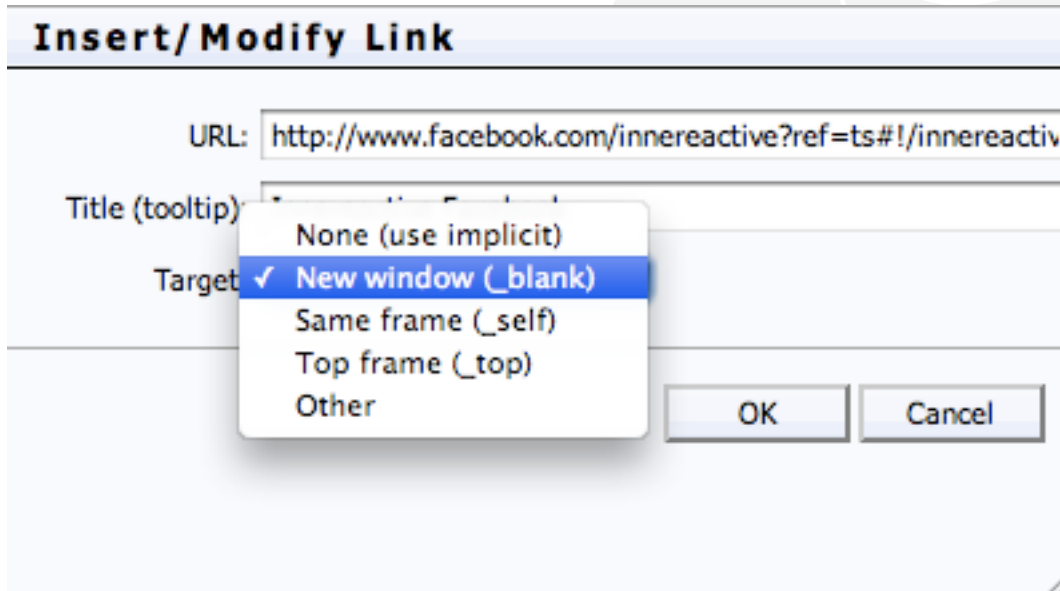 Insert/Modify Link
URL: http://www.facebook.com/innereactive?ref=ts#!/innereactiv
Title (tooltip):
None (use implicit)
Target ✓ New window (_blank)
Same frame (_self)
Top frame (_top)
Other
OK Cancel